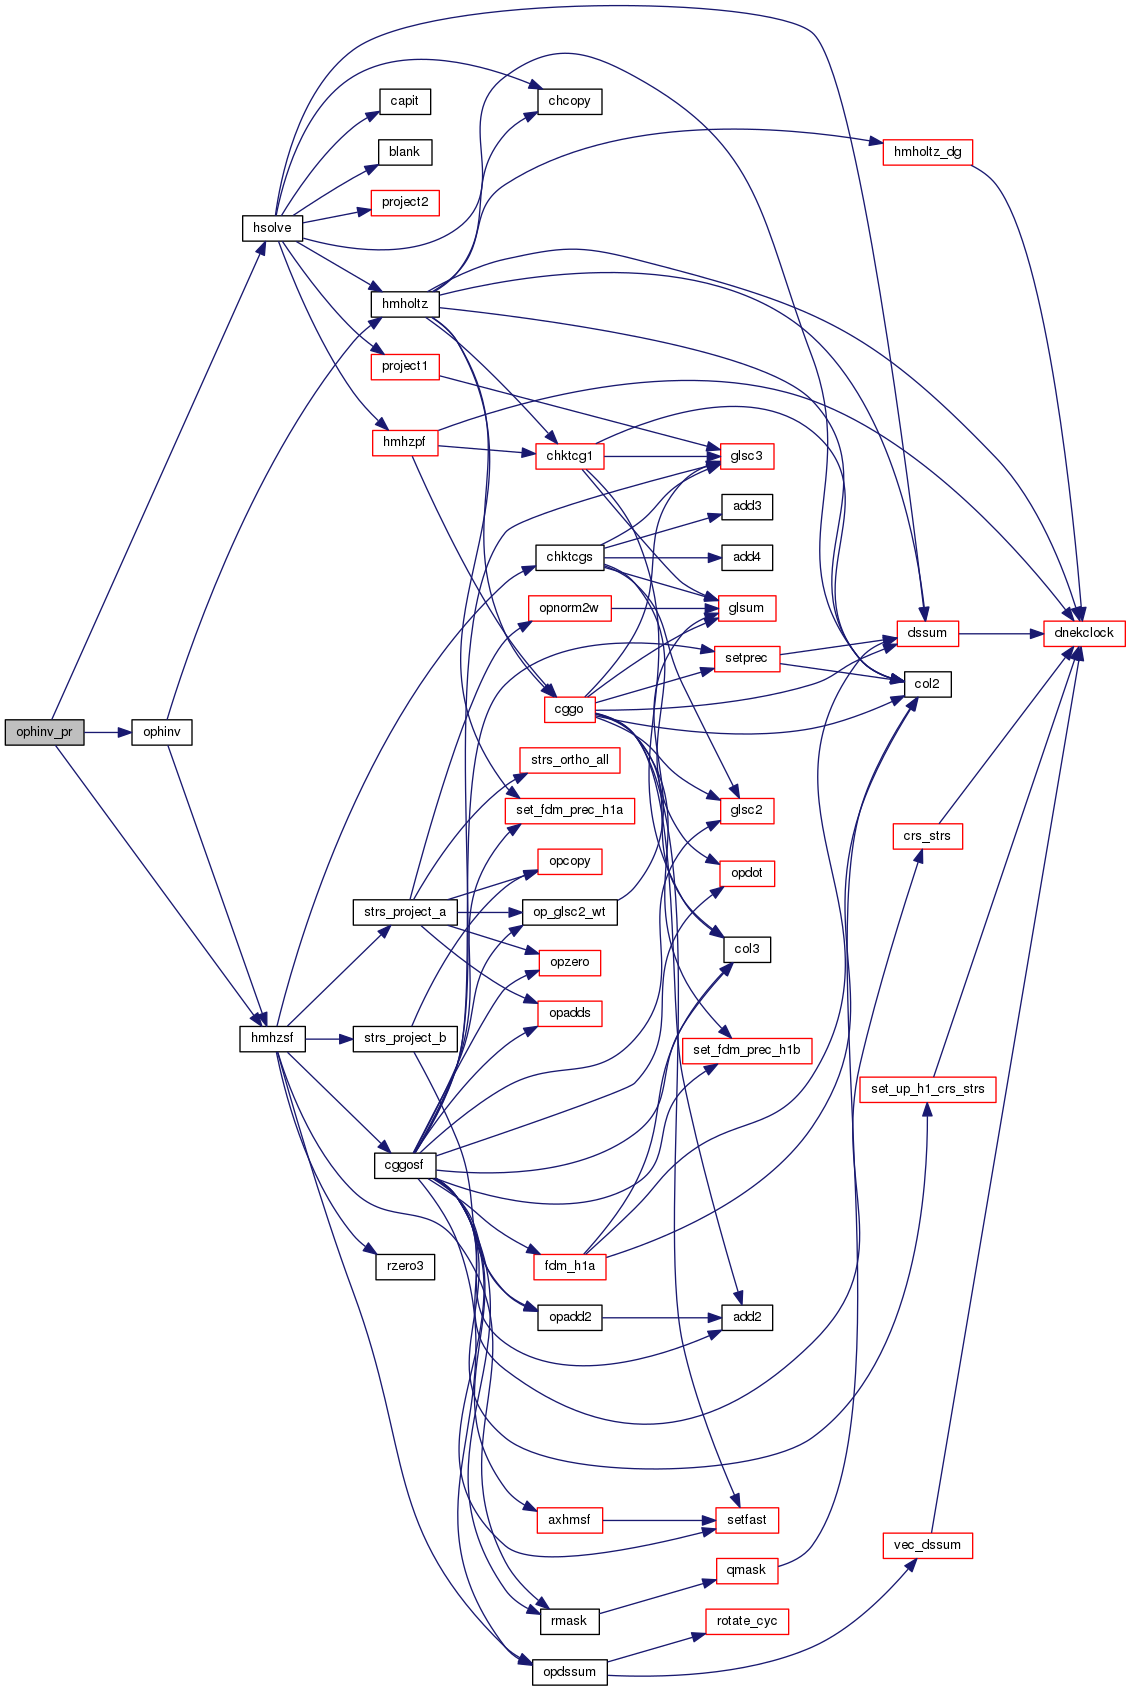 capit
chcopy
blank
hmholtz_dg
project2
hsolve
hmholtz
project1
hmhzpf
chktcg1
glsc3
add3
chktcgs
add4
opnorm2w
glsum
dssum
dnekclock
setprec
col2
cggo
ophinv_pr
ophinv
strs_ortho_all
set_fdm_prec_h1a
glsc2
crs_strs
opcopy
opdot
strs_project_a
op_glsc2_wt
col3
opzero
opadds
hmhzsf
strs_project_b
set_fdm_prec_h1b
set_up_h1_crs_strs
cggosf
rzero3
fdm_h1a
opadd2
add2
axhmsf
setfast
vec_dssum
qmask
rmask
rotate_cyc
opdssum